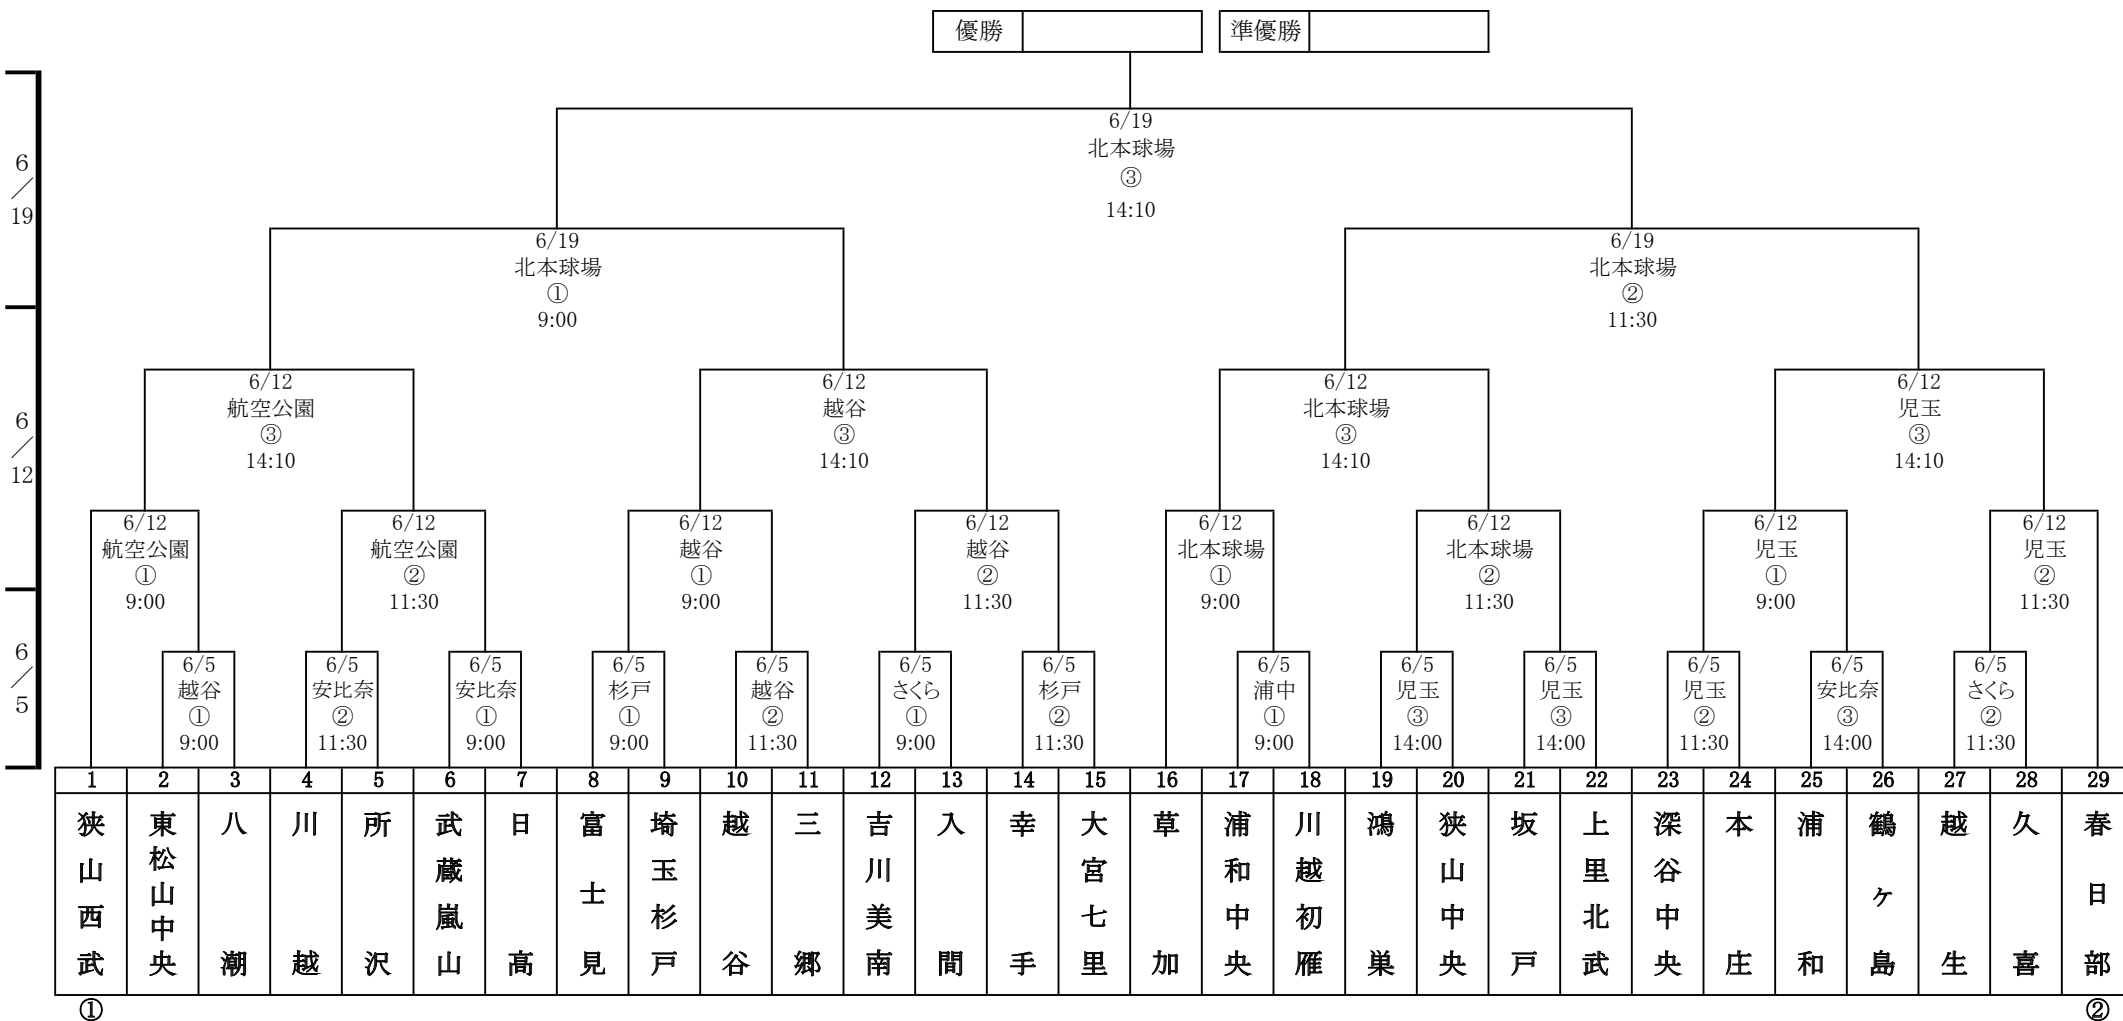 優勝
準優勝
6/19
北本球場
③
14:10
6
／
19
6/19
北本球場
①
9:00
6/19
北本球場
②
11:30
6
／
12
6/12
航空公園
③
14:10
6/12
越谷
③
14:10
6/12
北本球場
③
14:10
6/12
児玉
③
14:10
6/12
航空公園
①
9:00
6/12
航空公園
②
11:30
6/12
越谷
①
9:00
6/12
越谷
②
11:30
6/12
北本球場
①
9:00
6/12
北本球場
②
11:30
6/12
児玉
①
9:00
6/12
児玉
②
11:30
6
／
5
6/5
越谷
①
9:00
6/5
安比奈
②
11:30
6/5
安比奈
①
9:00
6/5
杉戸
①
9:00
6/5
越谷
②
11:30
6/5
さくら
①
9:00
6/5
杉戸
②
11:30
6/5
浦中
①
9:00
6/5
児玉
③
14:00
6/5
児玉
③
14:00
6/5
児玉
②
11:30
6/5
安比奈
③
14:00
6/5
さくら
②
11:30
1 2 3 4 5 6 7 8 9 10 11 12 13 14 15 16 17 18 19 20 21 22 23 24 25 26 27 28 29
狭山西武
東松山中央
八潮
川越
所沢
武蔵嵐山
日高
富士見
埼玉杉戸
越谷
三郷
吉川美南
入間
幸手
大宮七里
草加
浦和中央
川越初雁
鴻巣
狭山中央
坂戸
上里北武
深谷中央
本庄
浦和
鶴ヶ島
越生
久喜
春日部
①
②